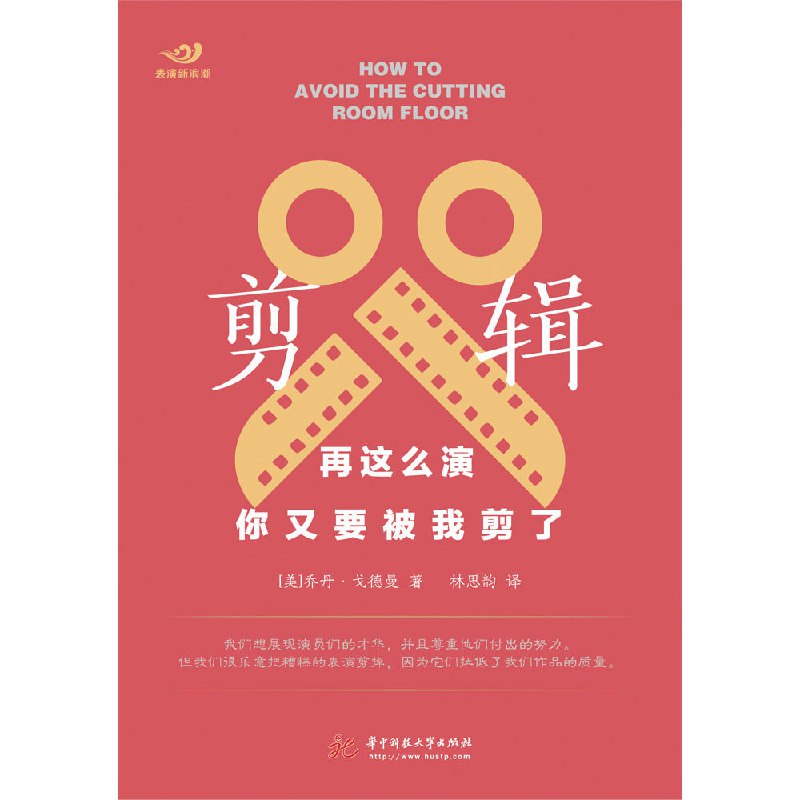 表演新浪潮
HOW TO
AVOID THE CUTTING
ROOM FLOOR
剪辑
再这么演
你又要被我剪了
[美]乔丹·戈德曼 著 林思韵 译
我们想展现演员们的才华，并且尊重他们付出的努力。
但我们很乐意把糟糕的表演剪掉，因为它们拉低了我们作品的质量。
华中科技大学出版社
http://www.hustp.com